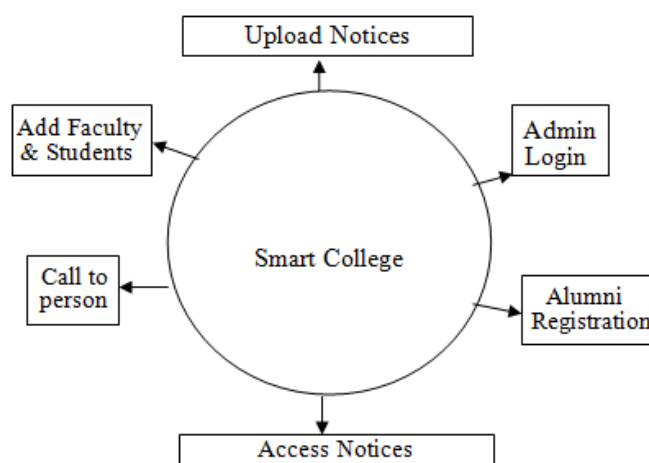 Upload Notices
Add Faculty
& Students
Admin
Login
Smart College
Call to
person
Alumni
Registration
Access Notices